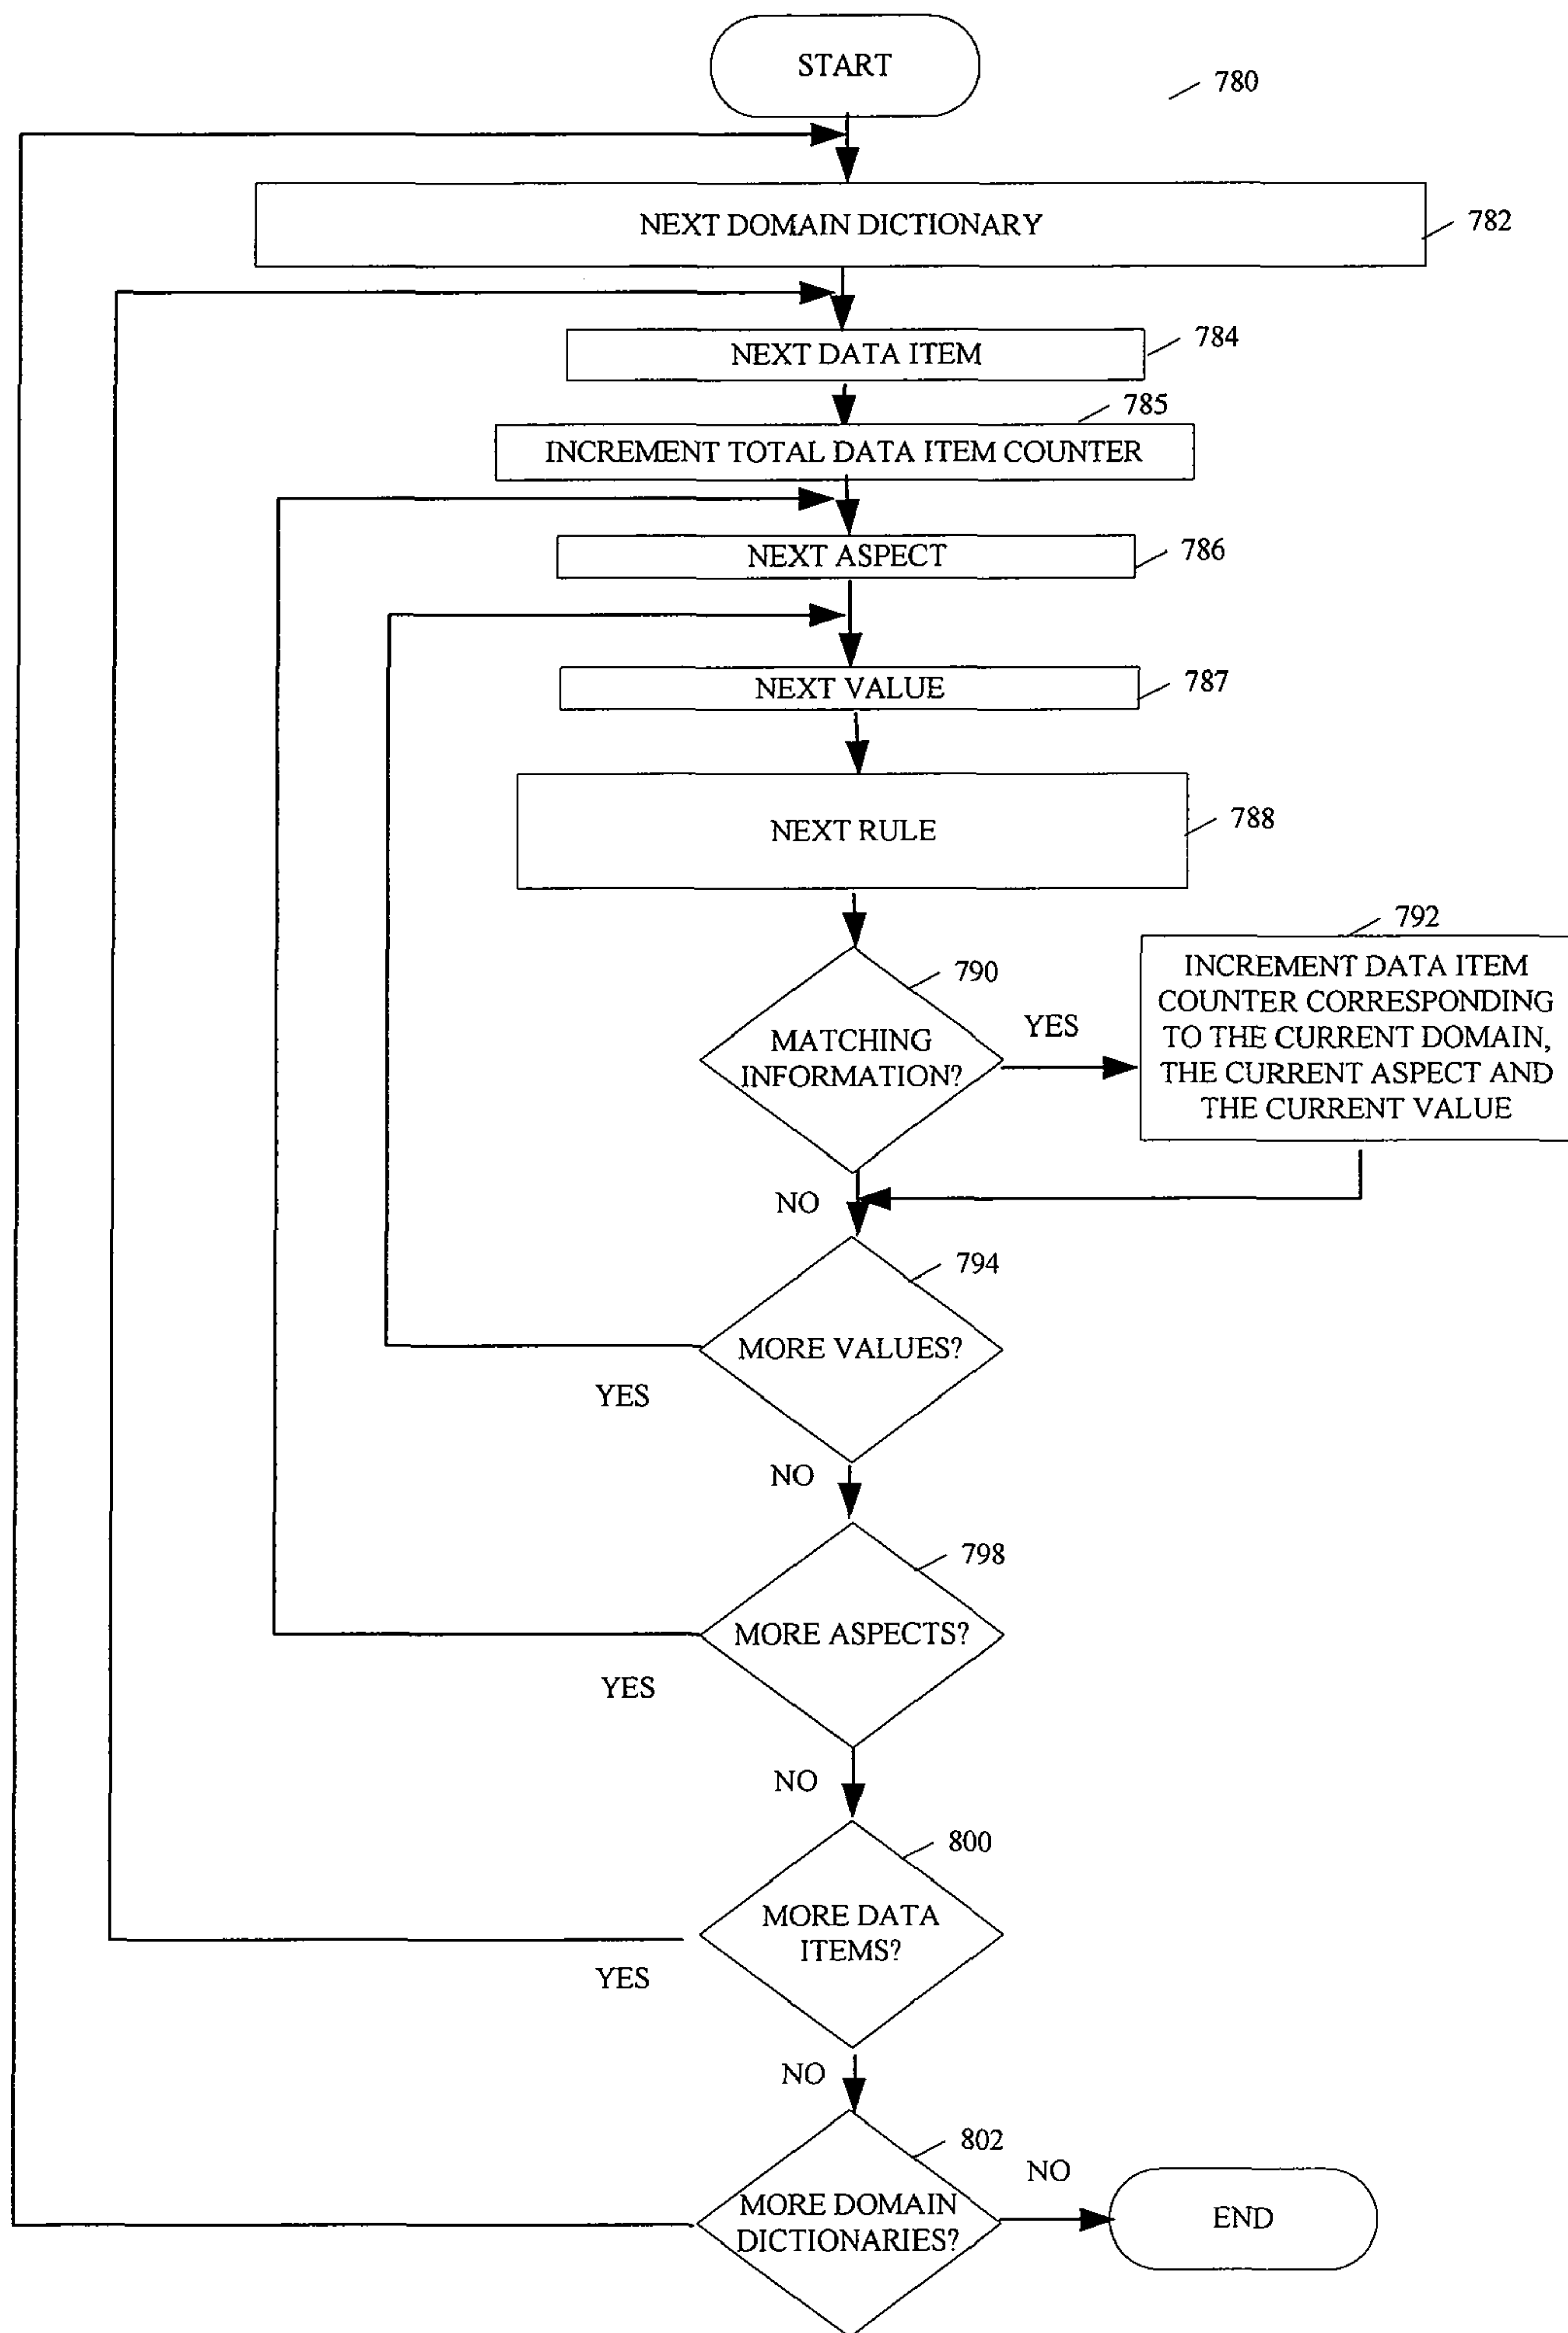 START
780
NEXT DOMAIN DICTIONARY
782
NEXT DATA ITEM
784
785
INCREMENT TOTAL DATA ITEM COUNTER
NEXT ASPECT
786
NEXT VALUE
787
NEXT RULE
788
790
MATCHING
INFORMATION?
YES
792
INCREMENT DATA ITEM
COUNTER CORRESPONDING
TO THE CURRENT DOMAIN,
THE CURRENT ASPECT AND
THE CURRENT VALUE
NO
794
MORE VALUES?
YES
NO
798
MORE ASPECTS?
YES
NO
800
MORE DATA
ITEMS?
YES
NO
802
MORE DOMAIN
DICTIONARIES?
NO
END